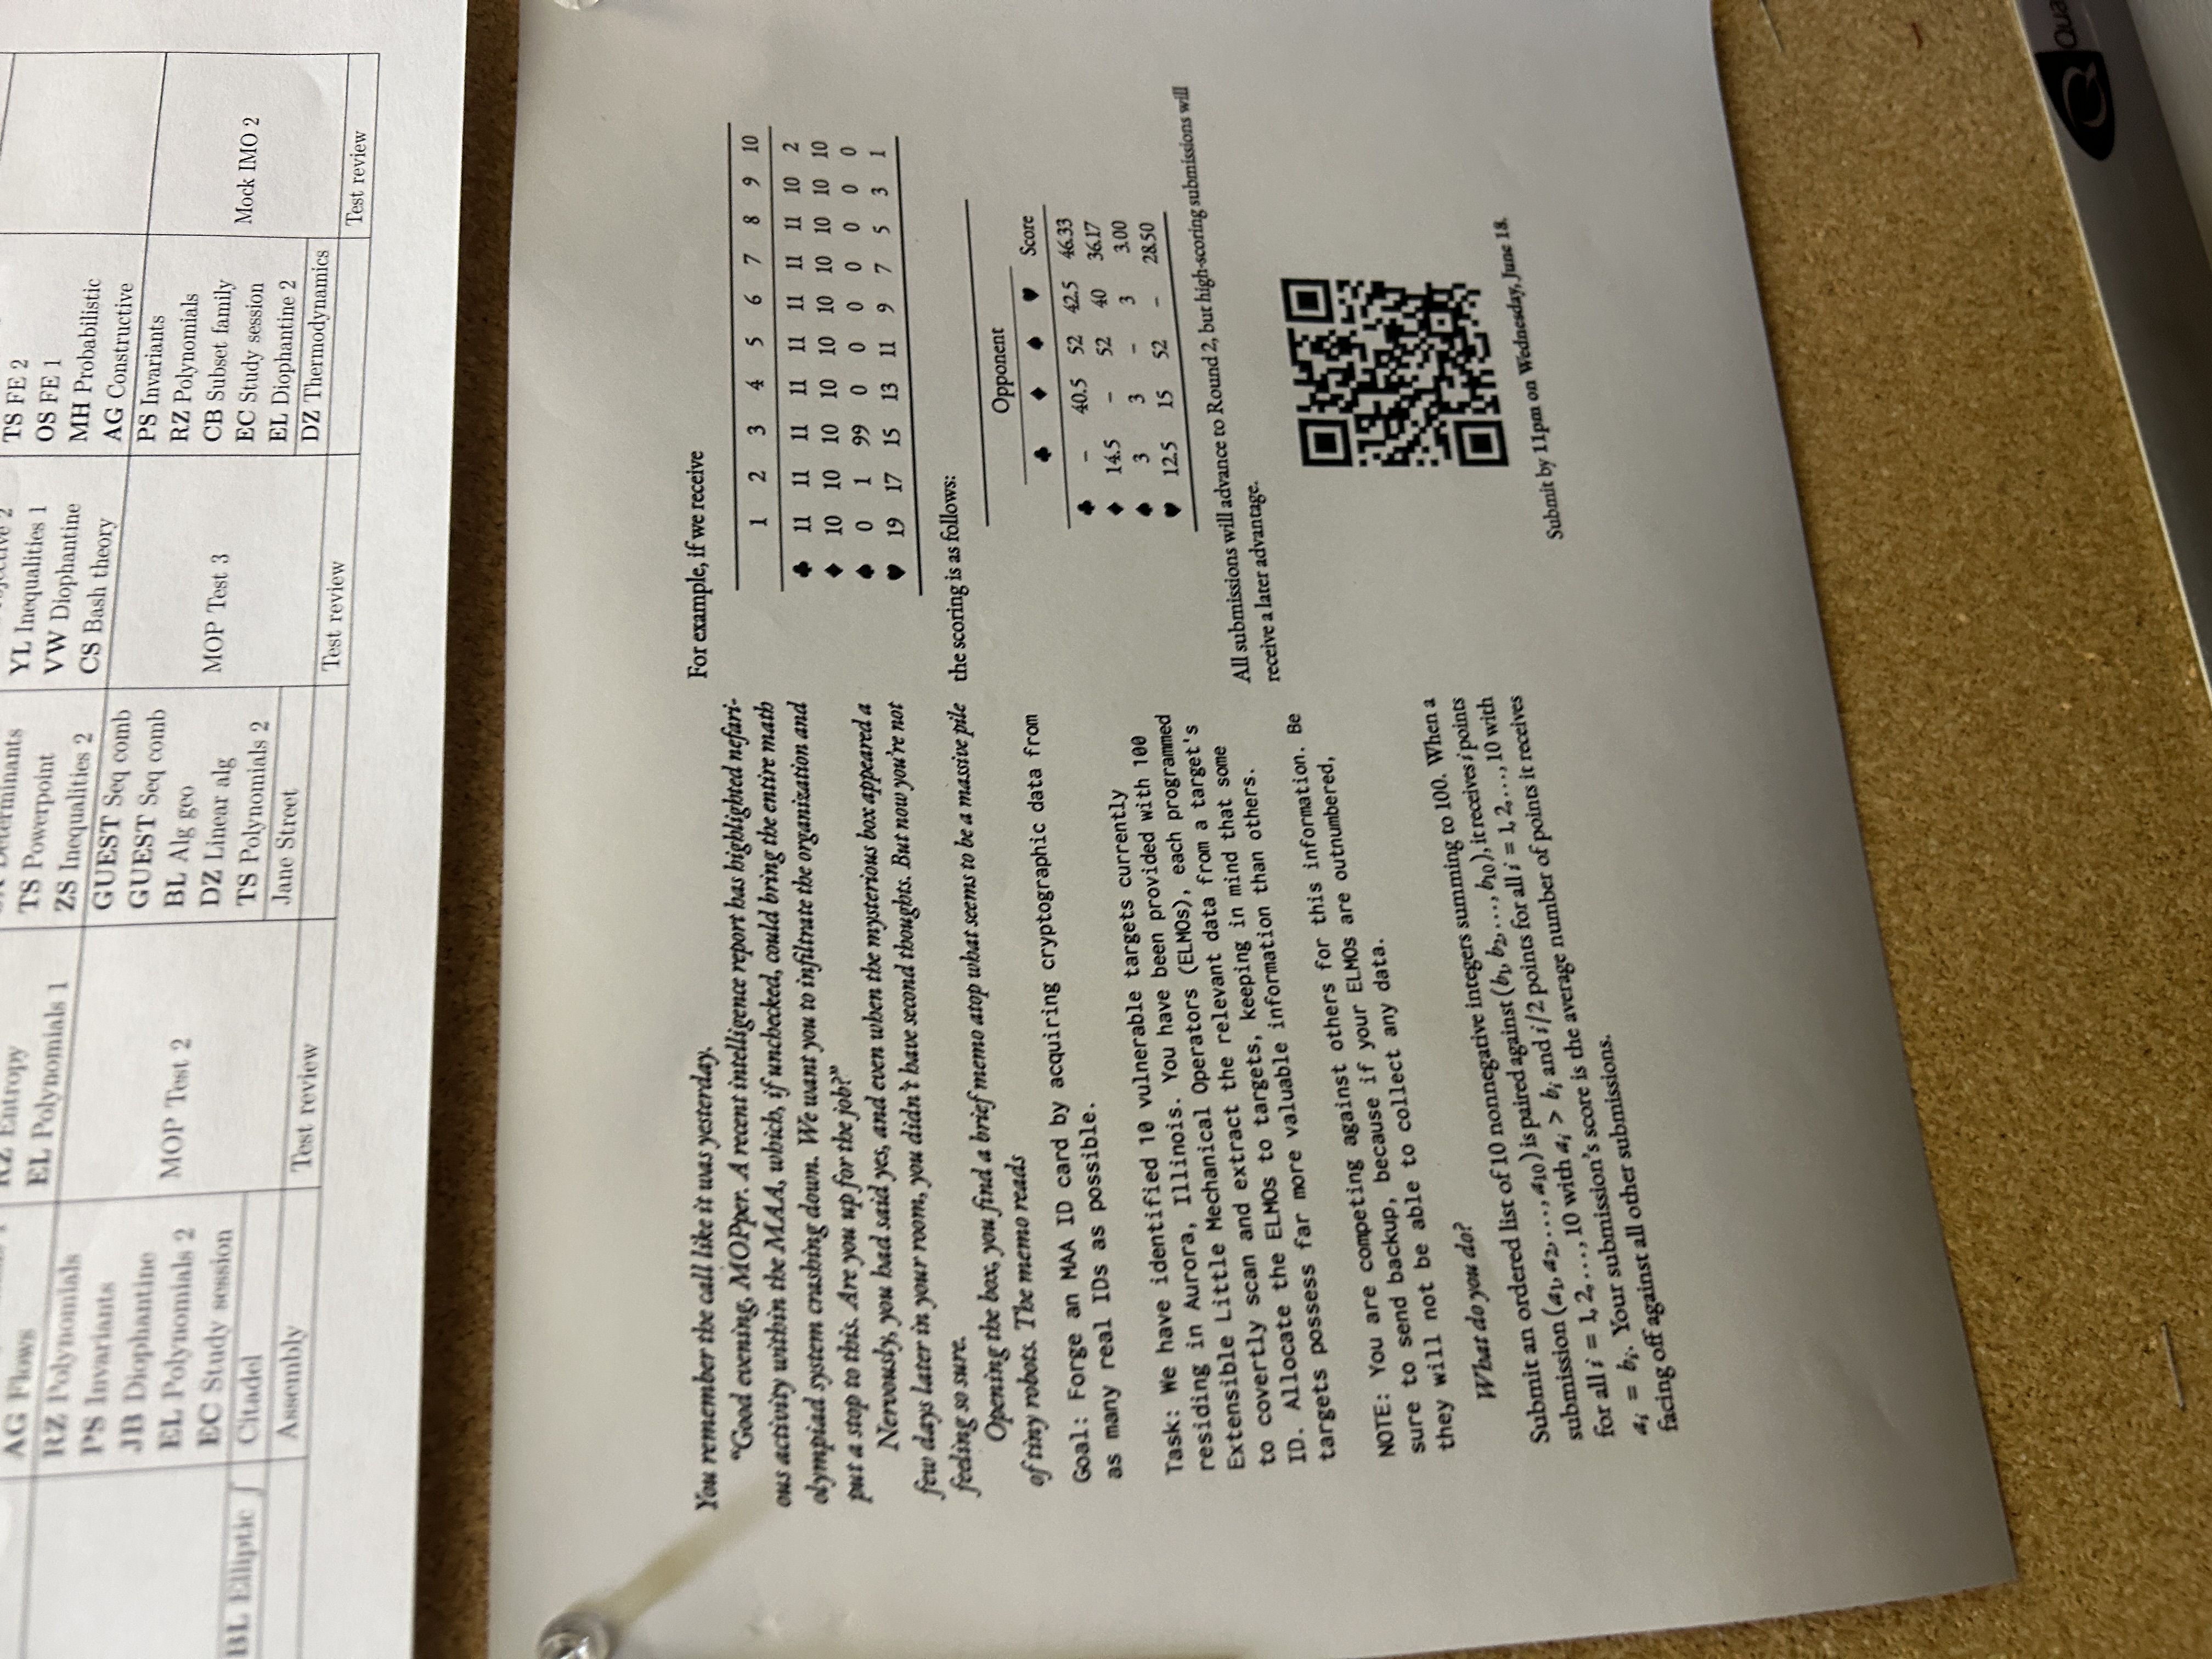 AG Flows
RZ Polynomials
PS Invariants
JB Diophantine
EL Polynomials 2
EC Study session
BL Elliptic ∫
Citadel
Assembly
RZ Entropy
EL Polynomials 1
MOP Test 2
Test review
Determinants
TS Powerpoint
ZS Inequalities 2
GUEST Seq comb
GUEST Seq comb
BL Alg geo
DZ Linear alg
TS Polynomials 2
Jane Street
YL Inequalities 1
VW Diophantine
CS Bash theory
MOP Test 3
Test review
TS FE 2
OS FE 1
MH Probabilistic
AG Constructive
PS Invariants
RZ Polynomials
CB Subset family
EC Study session
EL Diophantine 2
DZ Thermodynamics
Mock IMO 2
Test review
You remember the call like it was yesterday.
“Good evening, MOPper. A recent intelligence report has highlighted nefari-
ous activity within the MAA, which, if unchecked, could bring the entire math
olympiad system crashing down. We want you to infiltrate the organization and
put a stop to this. Are you up for the job?”
Nervously, you had said yes, and even when the mysterious box appeared a
few days later in your room, you didn’t have second thoughts. But now you’re not
feeling so sure.
Opening the box, you find a brief memo atop what seems to be a massive pile
of tiny robots. The memo reads
Goal: Forge an MAA ID card by acquiring cryptographic data from
as many real IDs as possible.
Task: We have identified 10 vulnerable targets currently
residing in Aurora, Illinois. You have been provided with 100
Extensible Little Mechanical Operators (ELMOs), each programmed
to covertly scan and extract the relevant data from a target's
ID. Allocate the ELMOs to targets, keeping in mind that some
targets possess far more valuable information than others.
NOTE: You are competing against others for this information. Be
sure to send backup, because if your ELMOs are outnumbered,
they will not be able to collect any data.
What do you do?
Submit an ordered list of 10 nonnegative integers summing to 100. When a
submission (a₁, a₂, . . . , a₁₀) is paired against (b₁, b₂, . . . , b₁₀), it receives i points
for all i = 1, 2, . . . , 10 with aᵢ > bᵢ and i/2 points for all i = 1, 2, . . . , 10 with
aᵢ = bᵢ. Your submission’s score is the average number of points it receives
facing off against all other submissions.
For example, if we receive
1 2 3 4 5 6 7 8 9 10
♣ 11 11 11 11 11 11 11 11 10 2
♦ 10 10 10 10 10 10 10 10 10 10
♠ 0 1 99 0 0 0 0 0 0 0
♥ 19 17 15 13 11 9 7 5 3 1
the scoring is as follows:
Opponent
♣ ♦ ♠ ♥ Score
♣ – 40.5 52 42.5 46.33
♦ 14.5 – 52 40 36.17
♠ 3 3 – 3 3.00
♥ 12.5 15 52 – 28.50
All submissions will advance to Round 2, but high-scoring submissions will
receive a later advantage.
Submit by 11pm on Wednesday, June 18.